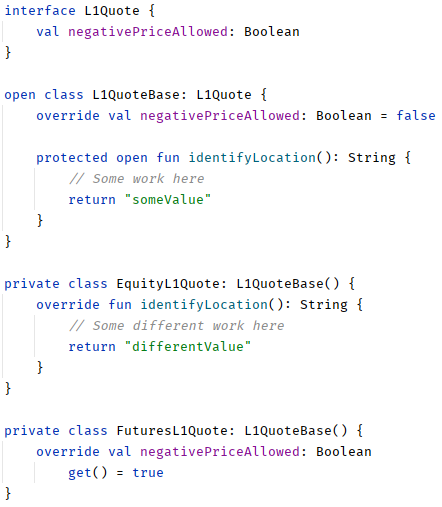 interface L1Quote {
    val negativePriceAllowed: Boolean
}

open class L1QuoteBase: L1Quote {
    override val negativePriceAllowed: Boolean = false

    protected open fun identifyLocation(): String {
        // Some work here
        return "someValue"
    }
}

private class EquityL1Quote: L1QuoteBase() {
    override fun identifyLocation(): String {
        // Some different work here
        return "differentValue"
    }
}

private class FuturesL1Quote: L1QuoteBase() {
    override val negativePriceAllowed: Boolean
        get() = true
}